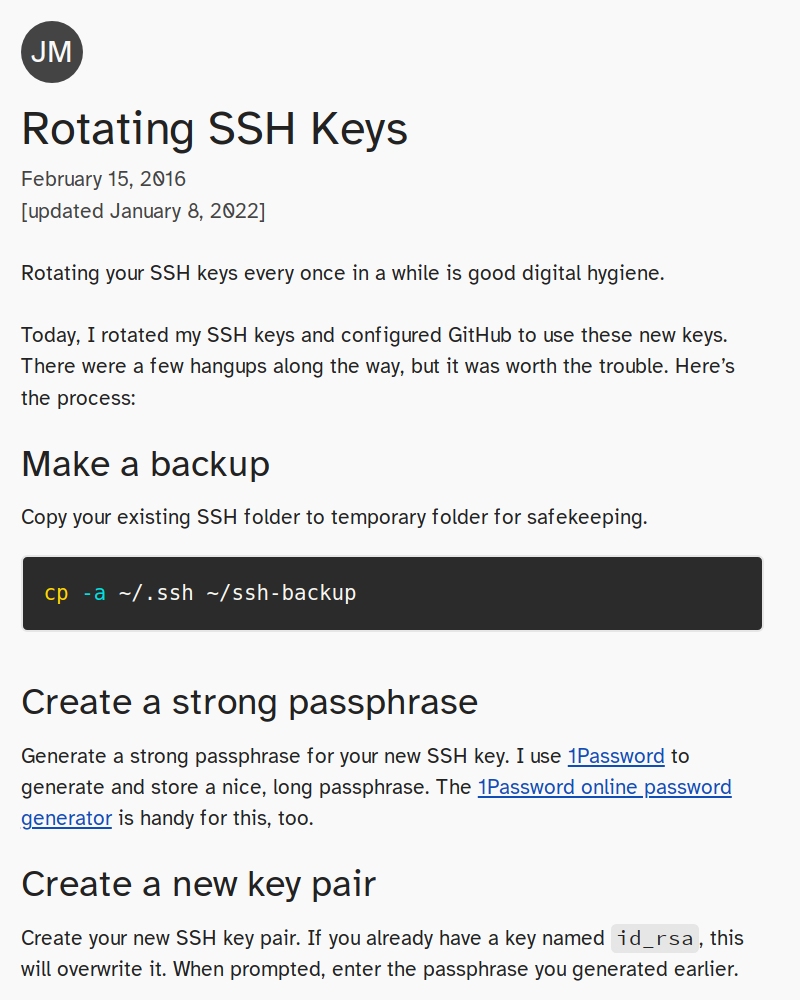 JM
Rotating SSH Keys
February 15, 2016
[updated January 8, 2022]
Rotating your SSH keys every once in a while is good digital hygiene.
Today, I rotated my SSH keys and configured GitHub to use these new keys.
There were a few hangups along the way, but it was worth the trouble. Here’s
the process:
Make a backup
Copy your existing SSH folder to temporary folder for safekeeping.
cp -a ~/.ssh ~/ssh-backup
Create a strong passphrase
Generate a strong passphrase for your new SSH key. I use 1Password to
generate and store a nice, long passphrase. The 1Password online password
generator is handy for this, too.
Create a new key pair
Create your new SSH key pair. If you already have a key named id_rsa, this
will overwrite it. When prompted, enter the passphrase you generated earlier.